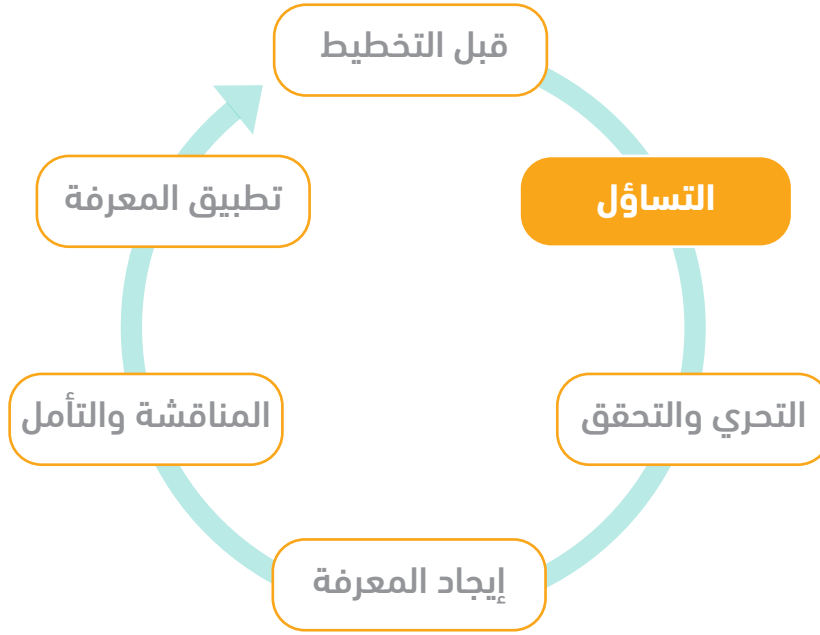 قبل التخطيط
التساؤل
التحري والتحقق
إيجاد المعرفة
المناقشة والتأمل
تطبيق المعرفة